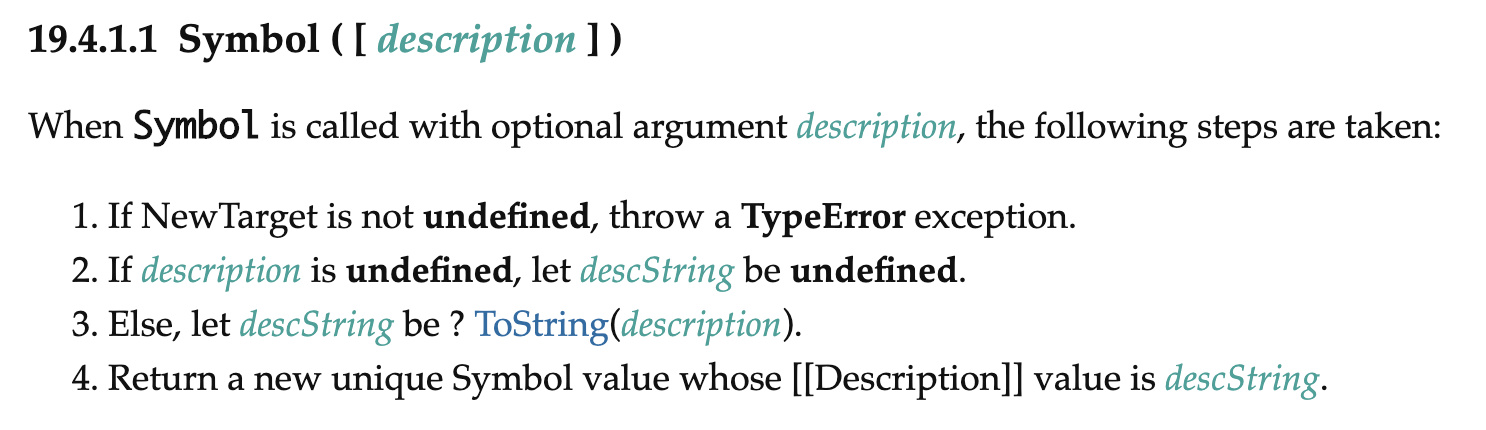 19.4.1.1 Symbol ( [ description ] )
When Symbol is called with optional argument description, the following steps are taken:
1. If NewTarget is not undefined, throw a TypeError exception.
2. If description is undefined, let descString be undefined.
3. Else, let descString be ? ToString(description).
4. Return a new unique Symbol value whose [[Description]] value is descString.